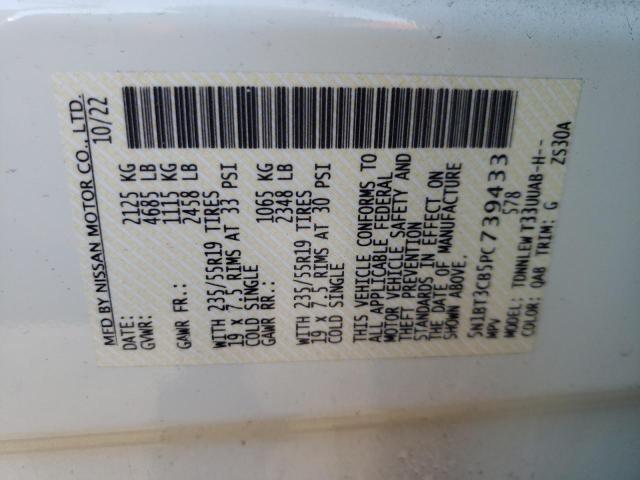 MFD BY NISSAN MOTOR CO., LTD.
DATE: 10/22
GVWR: 2125 KG
4685 LB
GAWR FR.: 1115 KG
2458 LB
WITH 235/55R19 TIRES
19 x 7.5 RIMS AT 33 PSI
COLD SINGLE
GAWR RR.: 1065 KG
2348 LB
WITH 235/55R19 TIRES
19 x 7.5 RIMS AT 30 PSI
COLD SINGLE
THIS VEHICLE CONFORMS TO
ALL APPLICABLE FEDERAL
MOTOR VEHICLE SAFETY AND
THEFT PREVENTION
STANDARDS IN EFFECT ON
THE DATE OF MANUFACTURE
SHOWN ABOVE.
5N1BT3CB5PC739433
MPV 578
MODEL: TDNNLEW T33UUAB-H--
COLOR: QAB TRIM: G ZS30A